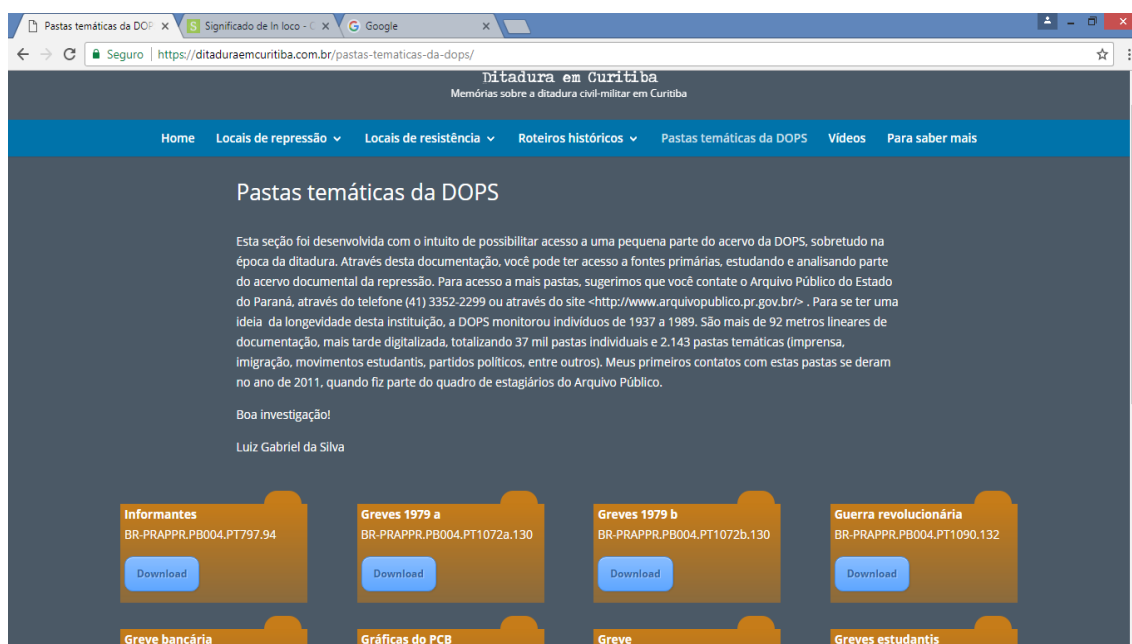 Pastas temáticas da DOP
Significado de In loco - C
Google
Seguro | https://ditaduraemcuritiba.com.br/pastas-tematicas-da-dops/
Ditadura em Curitiba
Memórias sobre a ditadura civil-militar em Curitiba
Home Locais de repressão Locais de resistência Roteiros históricos Pastas temáticas da DOPS Vídeos Para saber mais
Pastas temáticas da DOPS
Esta seção foi desenvolvida com o intuito de possibilitar acesso a uma pequena parte do acervo da DOPS, sobretudo na
época da ditadura. Através desta documentação, você pode ter acesso a fontes primárias, estudando e analisando parte
do acervo documental da repressão. Para acesso a mais pastas, sugerimos que você contate o Arquivo Público do Estado
do Paraná, através do telefone (41) 3352-2299 ou através do site <http://www.arquivopublico.pr.gov.br/> . Para se ter uma
ideia da longevidade desta instituição, a DOPS monitorou indivíduos de 1937 a 1989. São mais de 92 metros lineares de
documentação, mais tarde digitalizada, totalizando 37 mil pastas individuais e 2.143 pastas temáticas (imprensa,
imigração, movimentos estudantis, partidos políticos, entre outros). Meus primeiros contatos com estas pastas se deram
no ano de 2011, quando fiz parte do quadro de estagiários do Arquivo Público.
Boa investigação!
Luiz Gabriel da Silva
Informantes
BR-PRAPPR.PB004.PT797.94
Download
Greves 1979 a
BR-PRAPPR.PB004.PT1072a.130
Download
Greves 1979 b
BR-PRAPPR.PB004.PT1072b.130
Download
Guerra revolucionária
BR-PRAPPR.PB004.PT1090.132
Download
Greve bancária
Gráficas do PCB
Greve
Greves estudantis